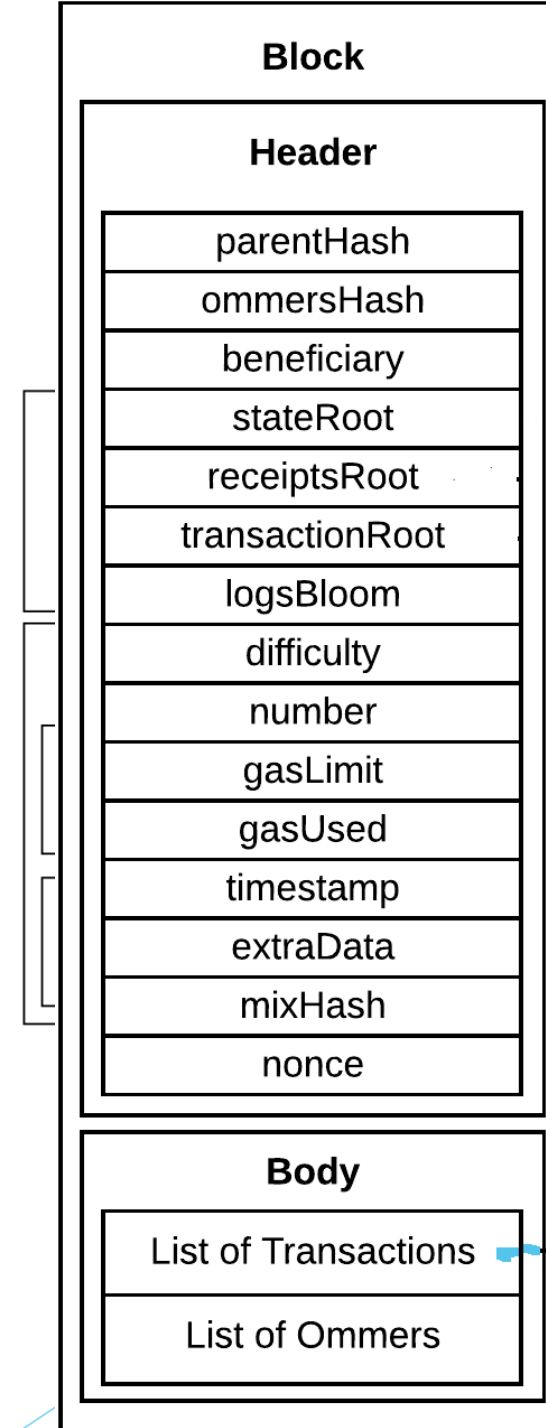 Block
Header
parentHash
ommersHash
beneficiary
stateRoot
receiptsRoot
transactionRoot
logsBloom
difficulty
number
gasLimit
gasUsed
timestamp
extraData
mixHash
nonce
Body
List of Transactions
List of Ommers